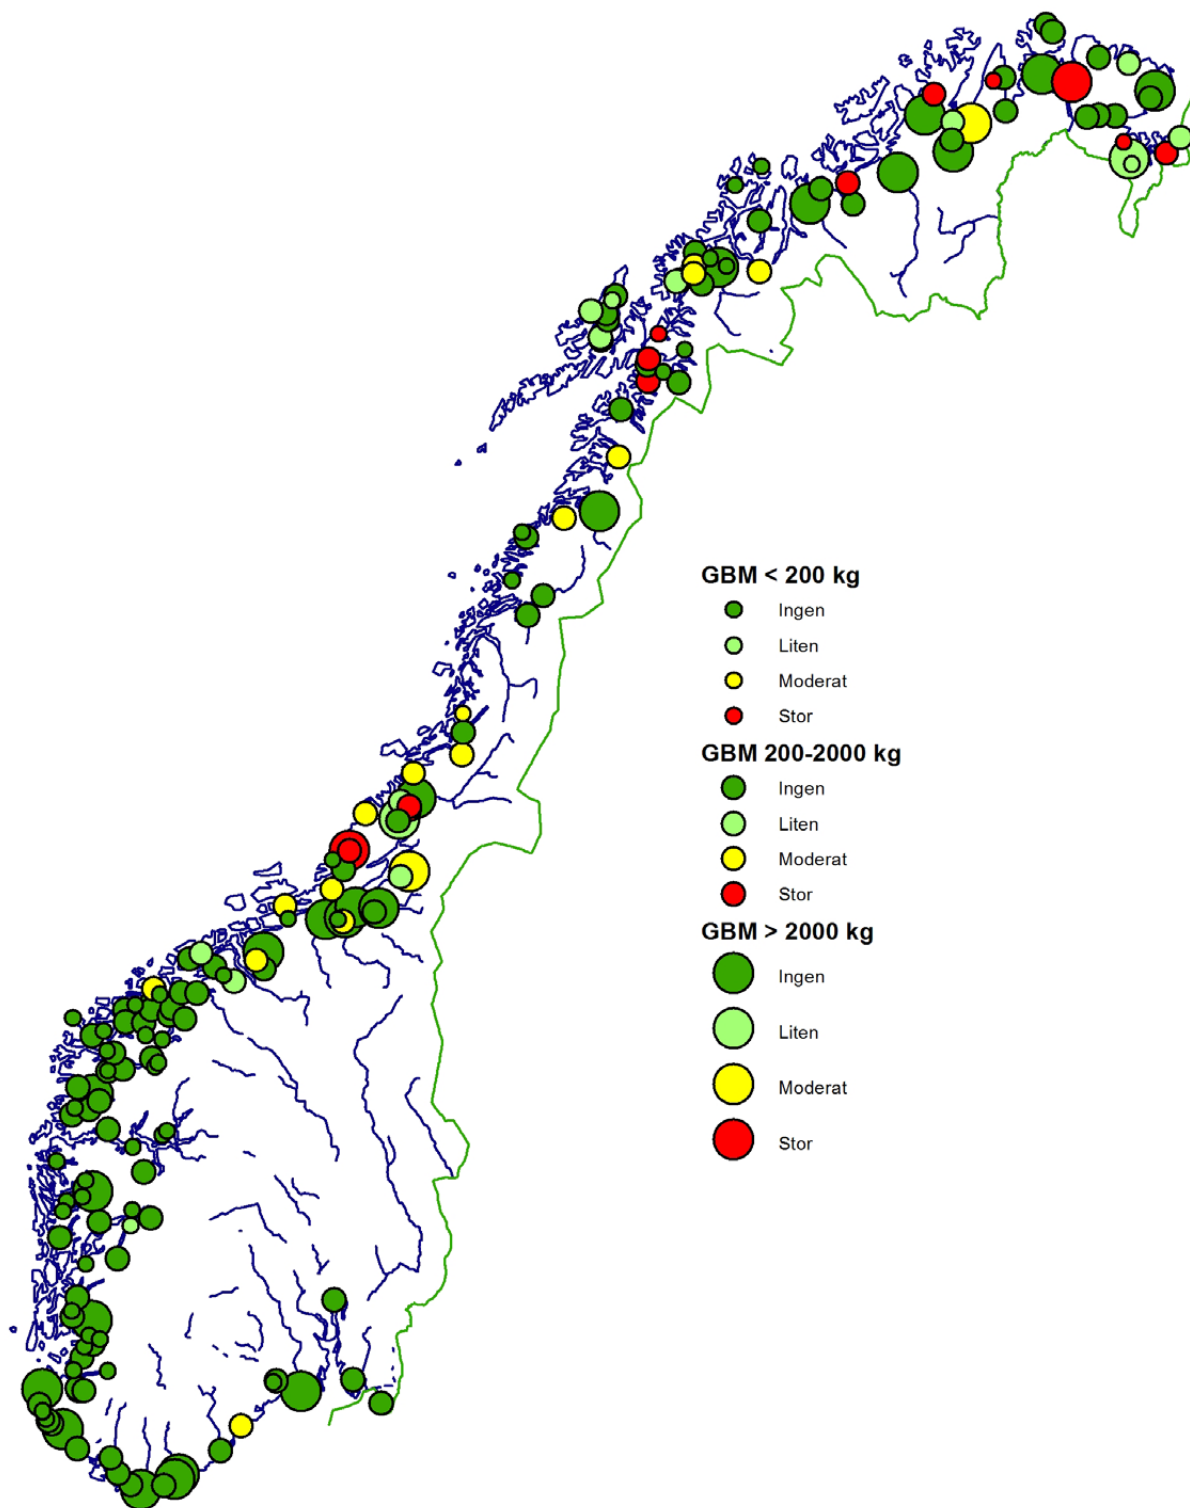 GBM < 200 kg
Ingen
Liten
Moderat
Stor
GBM 200-2000 kg
Ingen
Liten
Moderat
Stor
GBM > 2000 kg
Ingen
Liten
Moderat
Stor